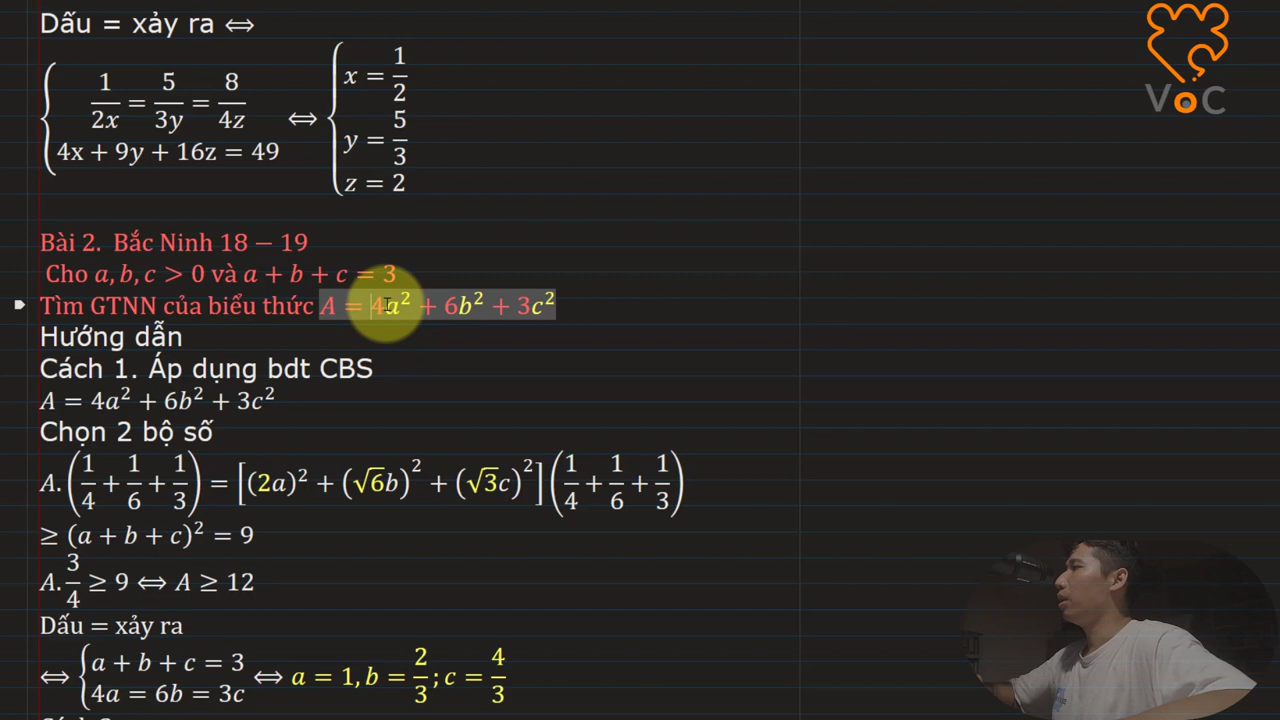 Dấu = xảy ra ⇔
{ 1/2x = 5/3y = 8/4z
4x + 9y + 16z = 49 ⇔ { x = 1/2
y = 5/3
z = 2
VoC
Bài 2. Bắc Ninh 18 − 19
Cho a, b, c > 0 và a + b + c = 3
Tìm GTNN của biểu thức A = 4a² + 6b² + 3c²
Hướng dẫn
Cách 1. Áp dụng bdt CBS
A = 4a² + 6b² + 3c²
Chọn 2 bộ số
A.(1/4 + 1/6 + 1/3) = [(2a)² + (√6b)² + (√3c)²](1/4 + 1/6 + 1/3)
≥ (a + b + c)² = 9
A.3/4 ≥ 9 ⇔ A ≥ 12
Dấu = xảy ra
⇔ { a + b + c = 3
4a = 6b = 3c ⇔ a = 1, b = 2/3; c = 4/3